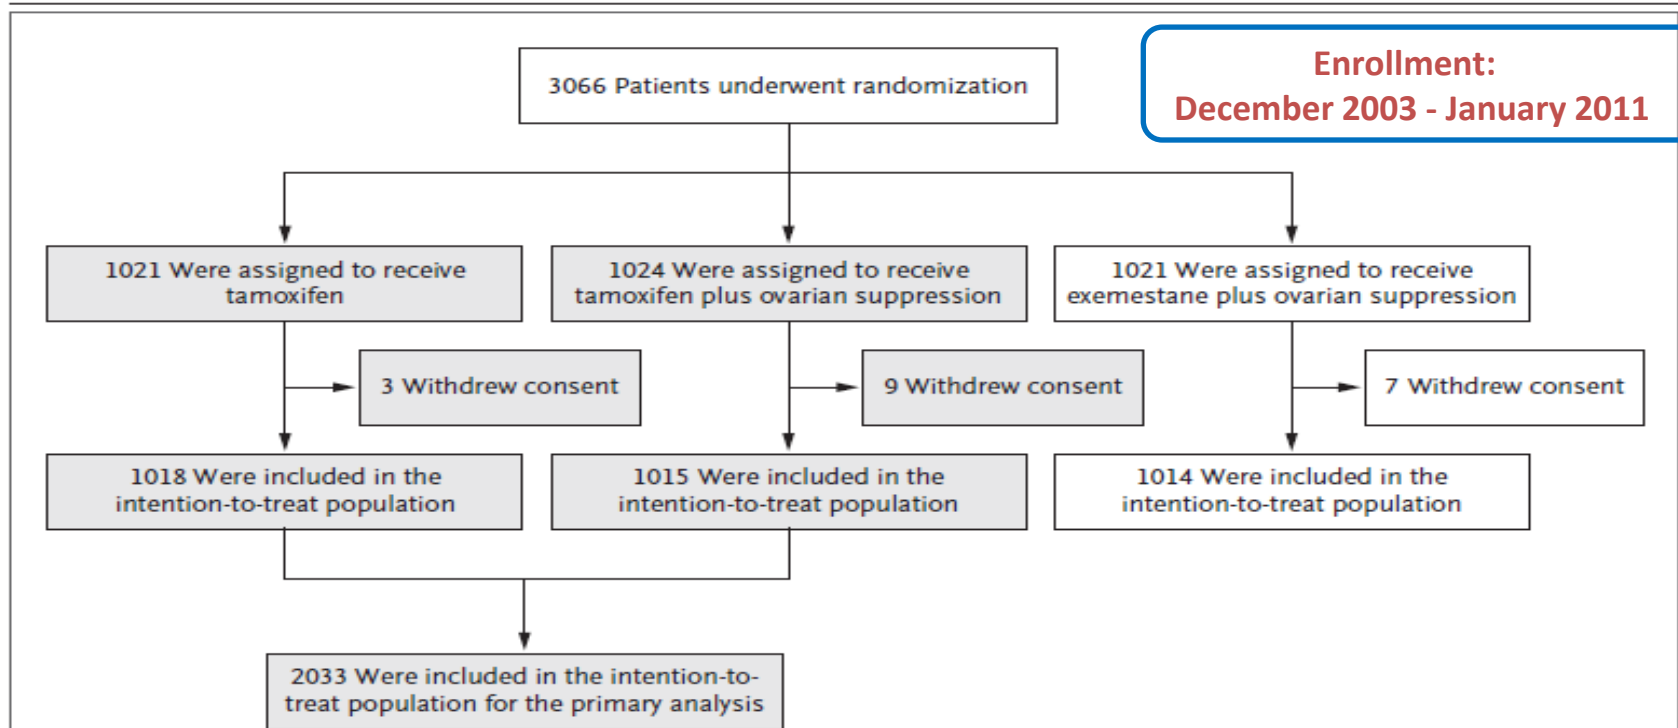 Enrollment:
December 2003 - January 2011
3066 Patients underwent randomization
1021 Were assigned to receive
tamoxifen
1024 Were assigned to receive
tamoxifen plus ovarian suppression
1021 Were assigned to receive
exemestane plus ovarian suppression
3 Withdrew consent
9 Withdrew consent
7 Withdrew consent
1018 Were included in the
intention-to-treat population
1015 Were included in the
intention-to-treat population
1014 Were included in the
intention-to-treat population
2033 Were included in the intention-to-
treat population for the primary analysis